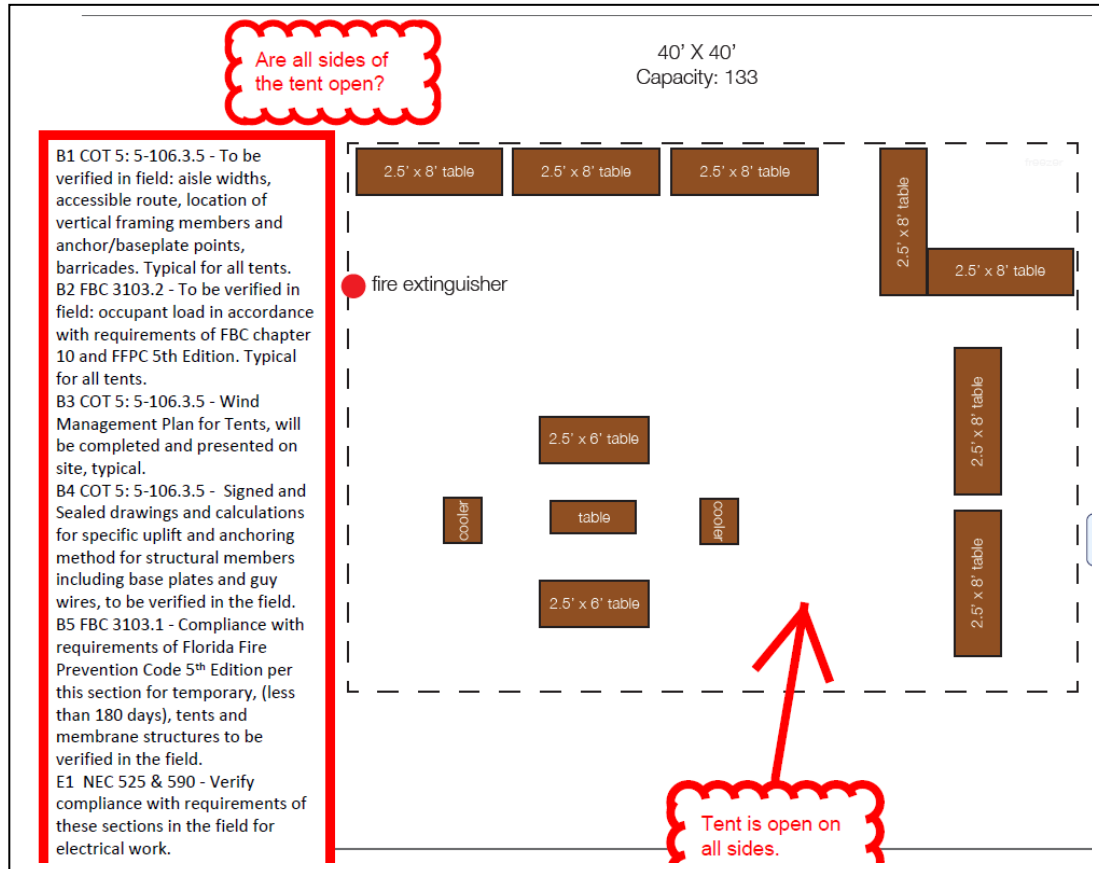 Are all sides of
the tent open?
40' X 40'
Capacity: 133
B1 COT 5: 5-106.3.5 - To be
verified in field: aisle widths,
accessible route, location of
vertical framing members and
anchor/baseplate points,
barricades. Typical for all tents.
B2 FBC 3103.2 - To be verified in
field: occupant load in accordance
with requirements of FBC chapter
10 and FFPC 5th Edition. Typical
for all tents.
B3 COT 5: 5-106.3.5 - Wind
Management Plan for Tents, will
be completed and presented on
site, typical.
B4 COT 5: 5-106.3.5 -  Signed and
Sealed drawings and calculations
for specific uplift and anchoring
method for structural members
including base plates and guy
wires, to be verified in the field.
B5 FBC 3103.1 - Compliance with
requirements of Florida Fire
Prevention Code 5th Edition per
this section for temporary, (less
than 180 days), tents and
membrane structures to be
verified in the field.
E1  NEC 525 & 590 - Verify
compliance with requirements of
these sections in the field for
electrical work.
2.5' x 8' table
2.5' x 8' table
2.5' x 8' table
2.5' x 8' table
freezer
2.5' x 8' table
fire extinguisher
2.5' x 8' table
2.5' x 6' table
cooler
table
cooler
2.5' x 8' table
2.5' x 6' table
Tent is open on
all sides.